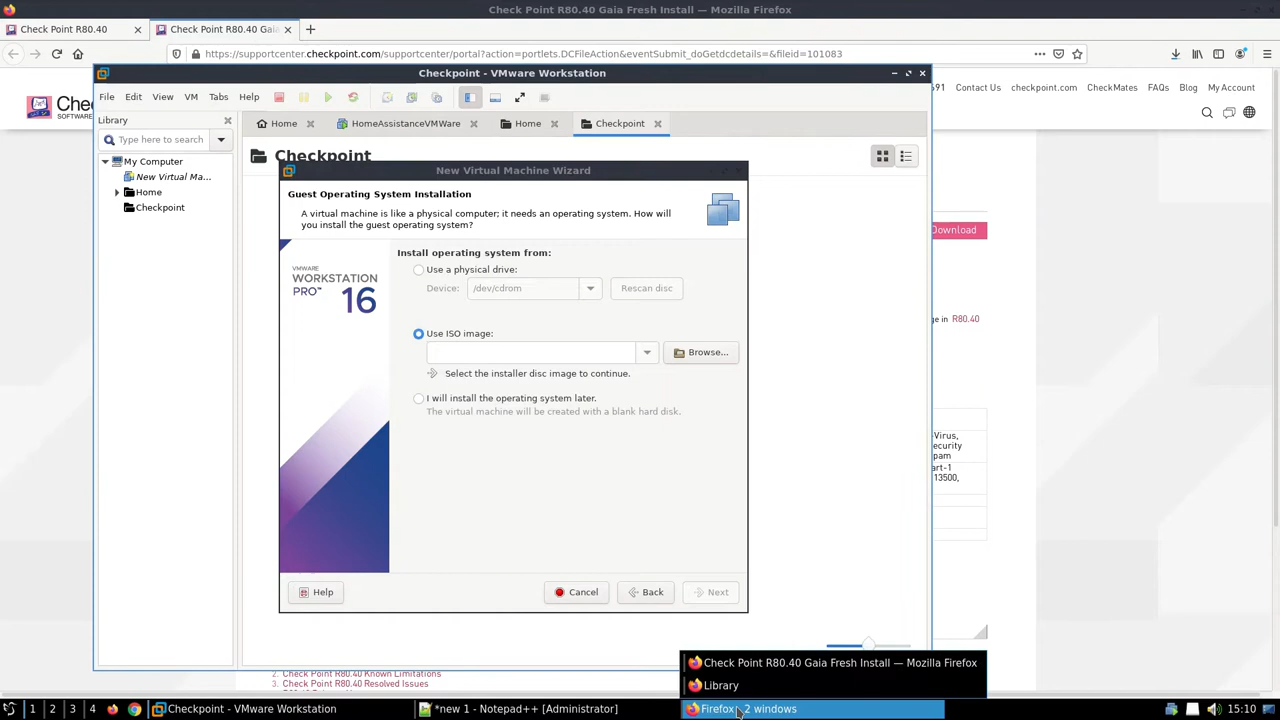 Check Point R80.40 Gaia Fresh Install — Mozilla Firefox
Check Point R80.40
Check Point R80.40 Gaia
https://supportcenter.checkpoint.com/supportcenter/portal?action=portlets.DCFileAction&eventSubmit_doGetdcdetails=&fileid=101083
Checkpoint - VMware Workstation
Che
SOFTWARE
91 Contact Us checkpoint.com CheckMates FAQs Blog My Account
File Edit View VM Tabs Help
Library
Home
HomeAssistanceVMWare
Home
Checkpoint
Type here to search
Checkpoint
My Computer
New Virtual Ma...
Home
Checkpoint
New Virtual Machine Wizard
Guest Operating System Installation
A virtual machine is like a physical computer; it needs an operating system. How will
you install the guest operating system?
Download
Install operating system from:
VMWARE
WORKSTATION
PRO™ 16
Use a physical drive:
Device: /dev/cdrom
Rescan disc
ge in R80.40
Use ISO image:
Browse...
Select the installer disc image to continue.
I will install the operating system later.
The virtual machine will be created with a blank hard disk.
-Virus,
ecurity
pam
art-1
13500,
Help
Cancel
Back
Next
2. Check Point R80.40 Known Limitations
3. Check Point R80.40 Resolved Issues
Check Point R80.40 Gaia Fresh Install — Mozilla Firefox
Library
1 2 3 4
Checkpoint - VMware Workstation
*new 1 - Notepad++ [Administrator]
Firefox - 2 windows
15:10